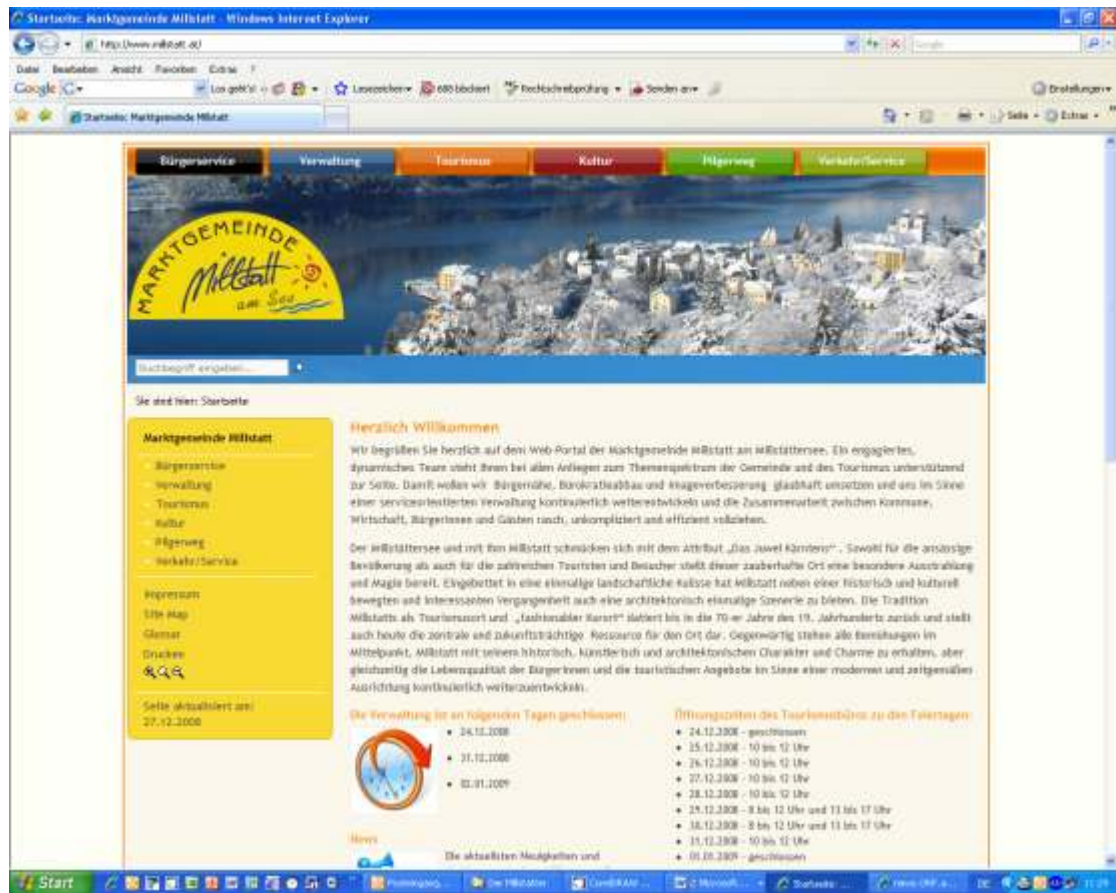 Startseite: Marktgemeinde Millstatt - Windows Internet Explorer
http://www.millstatt.at/
Google
Datei Bearbeiten Ansicht Favoriten Extras ?
Google Los geht's! Lesezeichen 688 blockiert Rechtschreibprüfung Senden an Einstellungen
Startseite: Marktgemeinde Millstatt
Seite Extras
Bürgerservice Verwaltung Tourismus Kultur Pilgerweg Verkehr/Service
MARKTGEMEINDE
Millstatt
am See
Suchbegriff eingeben...
Sie sind hier: Startseite
Marktgemeinde Millstatt
Bürgerservice
Verwaltung
Tourismus
Kultur
Pilgerweg
Verkehr/Service
Impressum
Site Map
Glossar
Drucken
Seite aktualisiert am:
27.12.2008
Herzlich Willkommen
Wir begrüßen Sie herzlich auf dem Web-Portal der Marktgemeinde Millstatt am Millstättersee. Ein engagiertes,
dynamisches Team steht Ihnen bei allen Anliegen zum Themenspektrum der Gemeinde und des Tourismus unterstützend
zur Seite. Damit wollen wir Bürgernähe, Bürokratieabbau und Imageverbesserung glaubhaft umsetzen und uns im Sinne
einer serviceorientierten Verwaltung kontinuierlich weiterentwickeln und die Zusammenarbeit zwischen Kommune,
Wirtschaft, BürgerInnen und Gästen rasch, unkompliziert und effizient vollziehen.
Der Millstättersee und mit ihm Millstatt schmücken sich mit dem Attribut „Das Juwel Kärntens“ . Sowohl für die ansässige
Bevölkerung als auch für die zahlreichen Touristen und Besucher stellt dieser zauberhafte Ort eine besondere Ausstrahlung
und Magie bereit. Eingebettet in eine einmalige landschaftliche Kulisse hat Millstatt neben einer historisch und kulturell
bewegten und interessanten Vergangenheit auch eine architektonisch einmalige Szenerie zu bieten. Die Tradition
Millstatts als Tourismusort und „fashionabler Kurort“ datiert bis in die 70-er Jahre des 19. Jahrhunderts zurück und stellt
auch heute die zentrale und zukunftsträchtige Ressource für den Ort dar. Gegenwärtig stehen alle Bemühungen im
Mittelpunkt, Millstatt mit seinem historisch, künstlerisch und architektonischen Charakter und Charme zu erhalten, aber
gleichzeitig die Lebensqualität der BürgerInnen und die touristischen Angebote im Sinne einer modernen und zeitgemäßen
Ausrichtung kontinuierlich weiterzuentwickeln.
Die Verwaltung ist an folgenden Tagen geschlossen:
24.12.2008
31.12.2008
02.01.2009
News
Die aktuellsten Neuigkeiten und
Öffnungszeiten des Tourismusbüros zu den Feiertagen:
24.12.2008 - geschlossen
25.12.2008 - 10 bis 12 Uhr
26.12.2008 - 10 bis 12 Uhr
27.12.2008 - 10 bis 12 Uhr
28.12.2008 - 10 bis 12 Uhr
29.12.2008 - 8 bis 12 Uhr und 13 bis 17 Uhr
30.12.2008 - 8 bis 12 Uhr und 13 bis 17 Uhr
31.12.2008 - 10 bis 12 Uhr
01.01.2009 - geschlossen
Start Posteingang... CorelDRAW ... 2 Microsoft... Startseite: ... DE